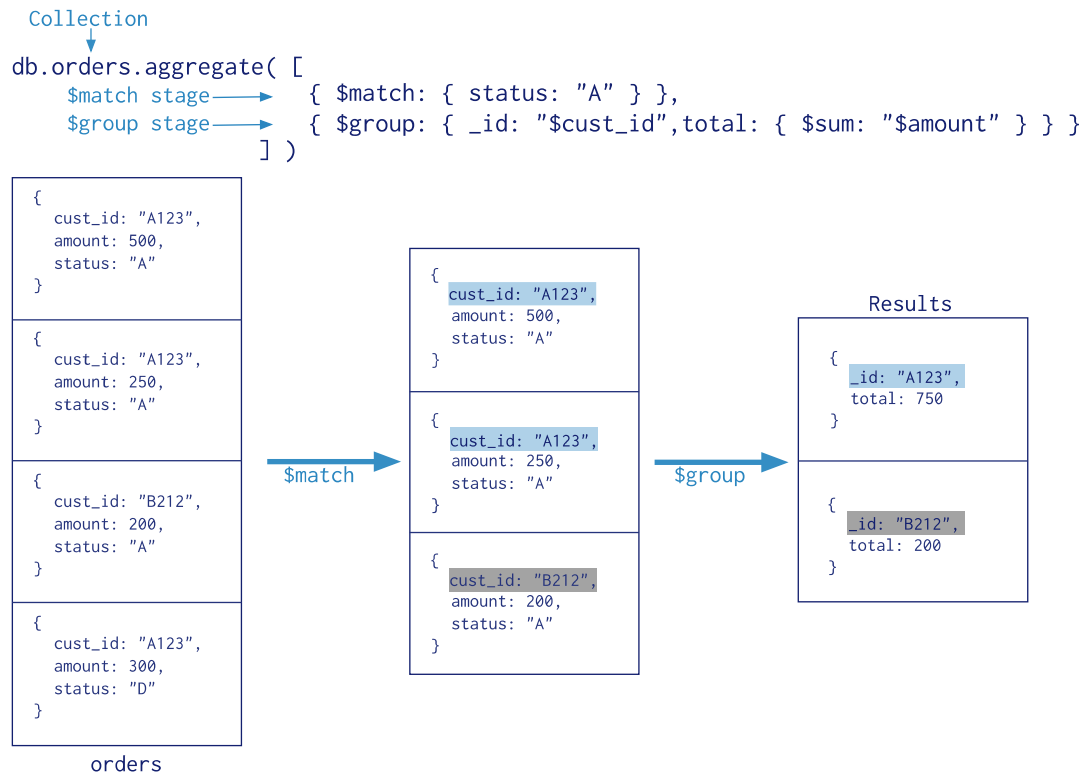 Collection
db.orders.aggregate( [
$match stage
{ $match: { status: "A" } },
$group stage
{ $group: { _id: "$cust_id",total: { $sum: "$amount" } } }
] )
{
cust_id: "A123",
amount: 500,
status: "A"
}
{
cust_id: "A123",
amount: 250,
status: "A"
}
{
cust_id: "B212",
amount: 200,
status: "A"
}
{
cust_id: "A123",
amount: 300,
status: "D"
}
orders
$match
{
cust_id: "A123",
amount: 500,
status: "A"
}
{
cust_id: "A123",
amount: 250,
status: "A"
}
{
cust_id: "B212",
amount: 200,
status: "A"
}
$group
Results
{
_id: "A123",
total: 750
}
{
_id: "B212",
total: 200
}